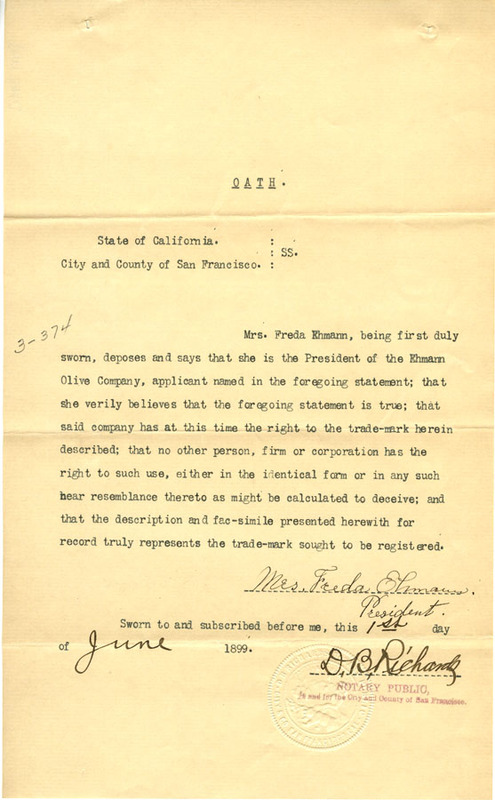 OATH.
State of California. :
: SS.
City and County of San Francisco. :
3-374
Mrs. Freda Ehmann, being first duly
sworn, deposes and says that she is the President of the Ehmann
Olive Company, applicant named in the foregoing statement; that
she verily believes that the foregoing statement is true; that
said company has at this time the right to the trade-mark herein
described; that no other person, firm or corporation has the
right to such use, either in the identical form or in any such
near resemblance thereto as might be calculated to deceive; and
that the description and fac-simile presented herewith for
record truly represents the trade-mark sought to be registered.
Mrs. Freda Ehmann.
President.
Sworn to and subscribed before me, this 1st day
of June 1899.
D. B. Richards
NOTARY PUBLIC,
In and for the City and County of San Francisco.